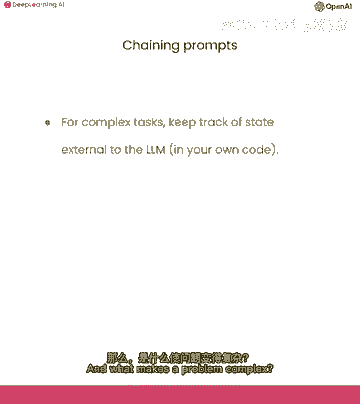 DeepLearning.AI
OpenAI
Chaining prompts
• For complex tasks, keep track of state
external to the LLM (in your own code).
那么，是什么使问题变得复杂？
And what makes a problem complex?